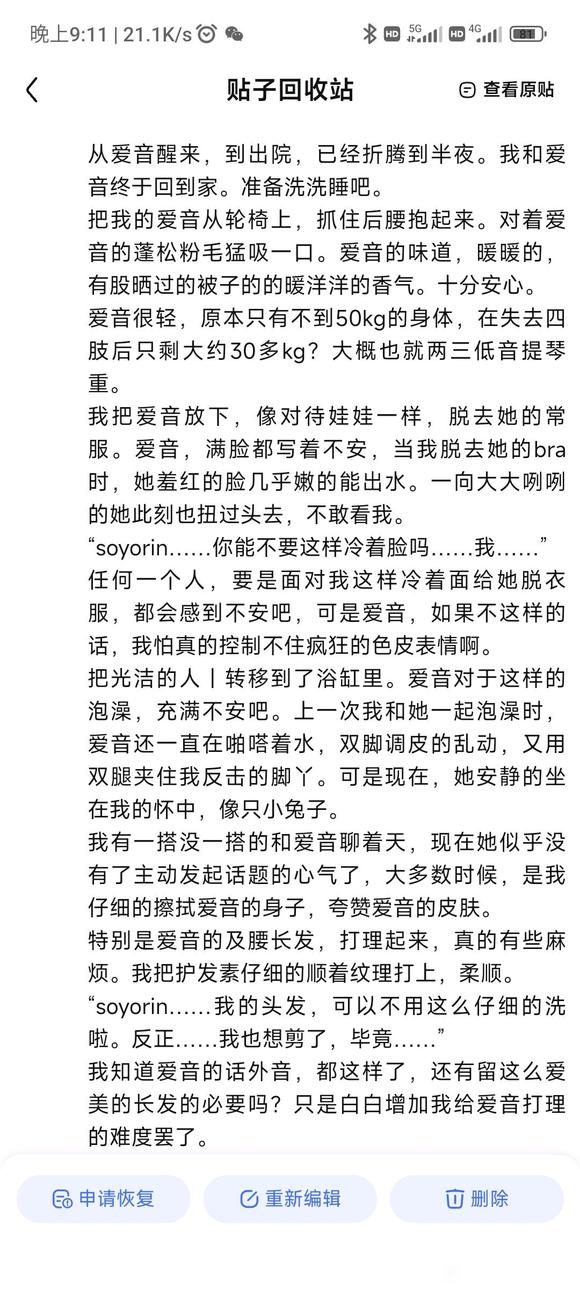 晚上9:11 | 21.1K/s
HD 5G HD 4G 81
贴子回收站
查看原贴
从爱音醒来，到出院，已经折腾到半夜。我和爱
音终于回到家。准备洗洗睡吧。
把我的爱音从轮椅上，抓住后腰抱起来。对着爱
音的蓬松粉毛猛吸一口。爱音的味道，暖暖的，
有股晒过的被子的的暖洋洋的香气。十分安心。
爱音很轻，原本只有不到50kg的身体，在失去四
肢后只剩大约30多kg？大概也就两三低音提琴
重。
我把爱音放下，像对待娃娃一样，脱去她的常
服。爱音，满脸都写着不安，当我脱去她的bra
时，她羞红的脸几乎嫩的能出水。一向大大咧咧
的她此刻也扭过头去，不敢看我。
“soyorin……你能不要这样冷着脸吗……我……”
任何一个人，要是面对我这样冷着面给她脱衣
服，都会感到不安吧，可是爱音，如果不这样的
话，我怕真的控制不住疯狂的色皮表情啊。
把光洁的人丨转移到了浴缸里。爱音对于这样的
泡澡，充满不安吧。上一次我和她一起泡澡时，
爱音还一直在啪嗒着水，双脚调皮的乱动，又用
双腿夹住我反击的脚丫。可是现在，她安静的坐
在我的怀中，像只小兔子。
我有一搭没一搭的和爱音聊着天，现在她似乎没
有了主动发起话题的心气了，大多数时候，是我
仔细的擦拭爱音的身子，夸赞爱音的皮肤。
特别是爱音的及腰长发，打理起来，真的有些麻
烦。我把护发素仔细的顺着纹理打上，柔顺。
“soyorin……我的头发，可以不用这么仔细的洗
啦。反正……我也想剪了，毕竟……”
我知道爱音的话外音，都这样了，还有留这么爱
美的长发的必要吗？只是白白增加我给爱音打理
的难度罢了。
申请恢复
重新编辑
删除